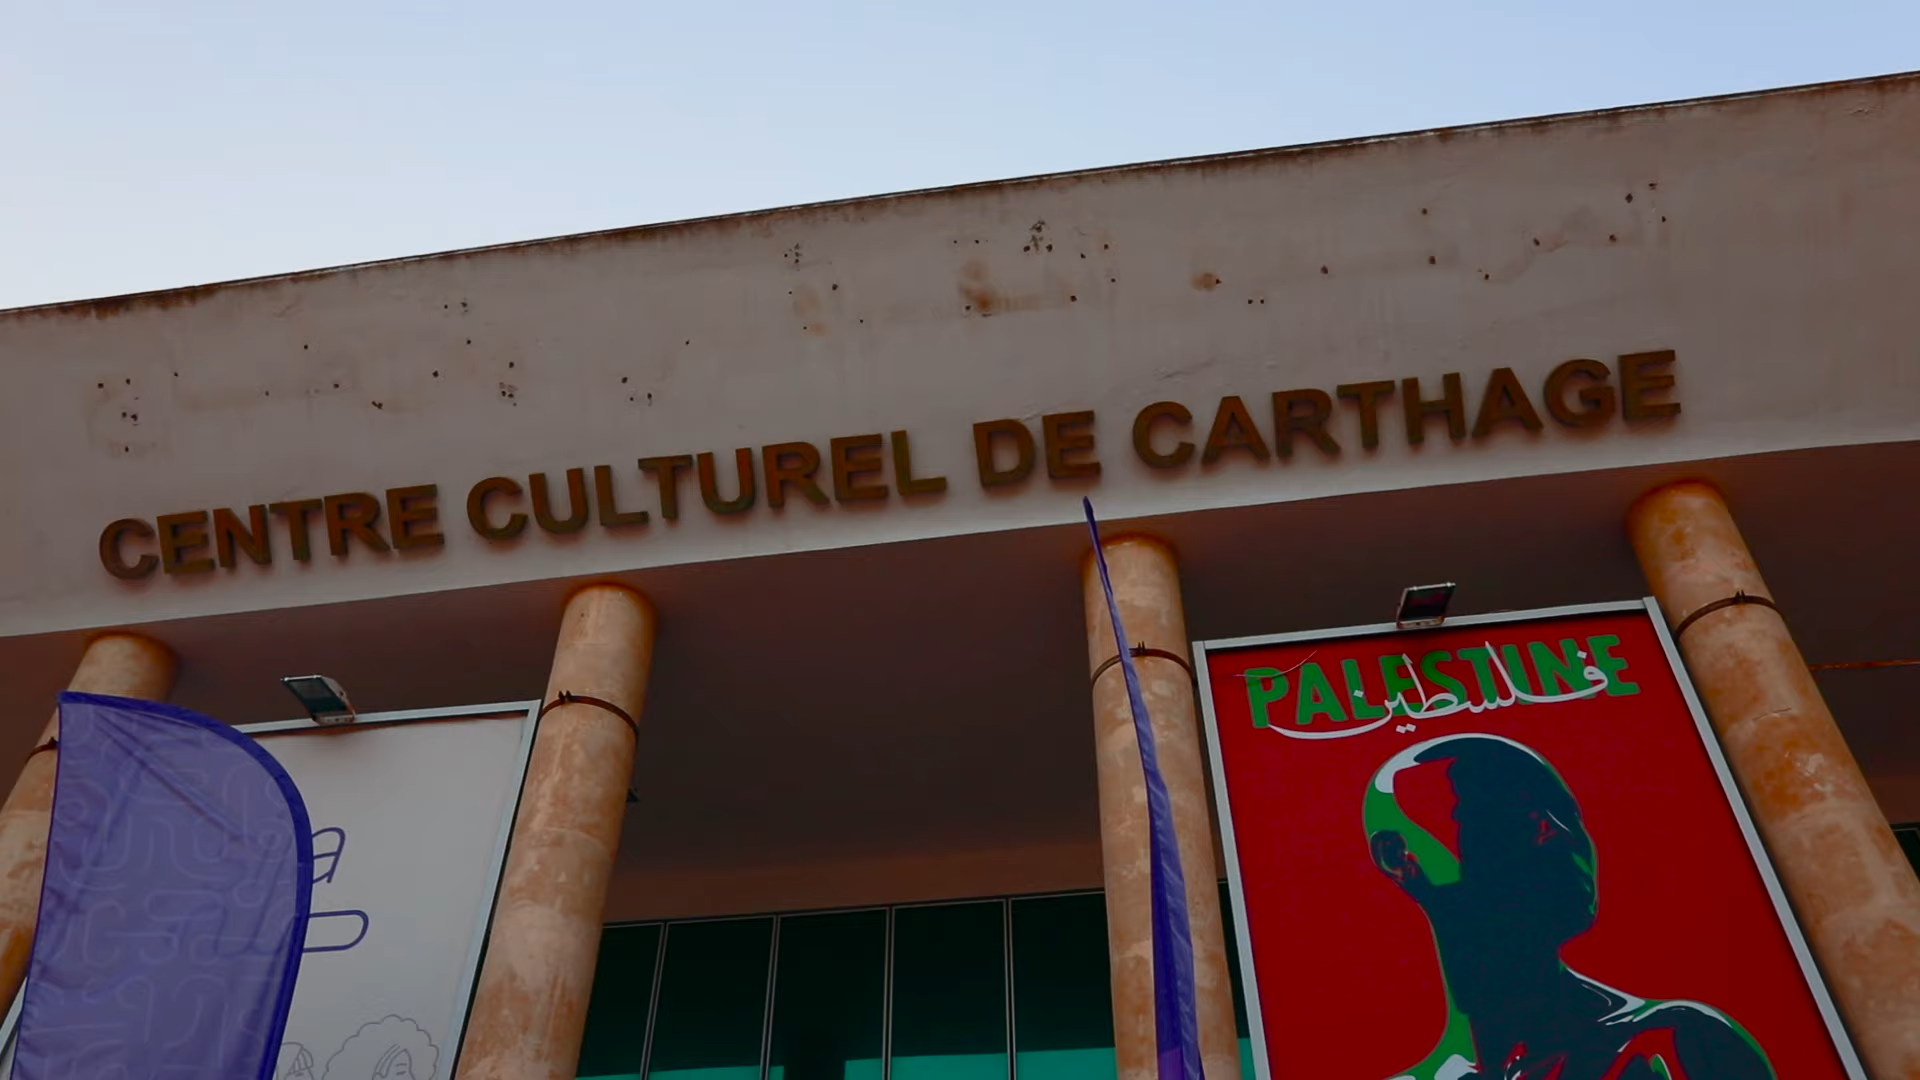 CENTRE CULTUREL DE CARTHAGE
PALESTINE
فلسطين